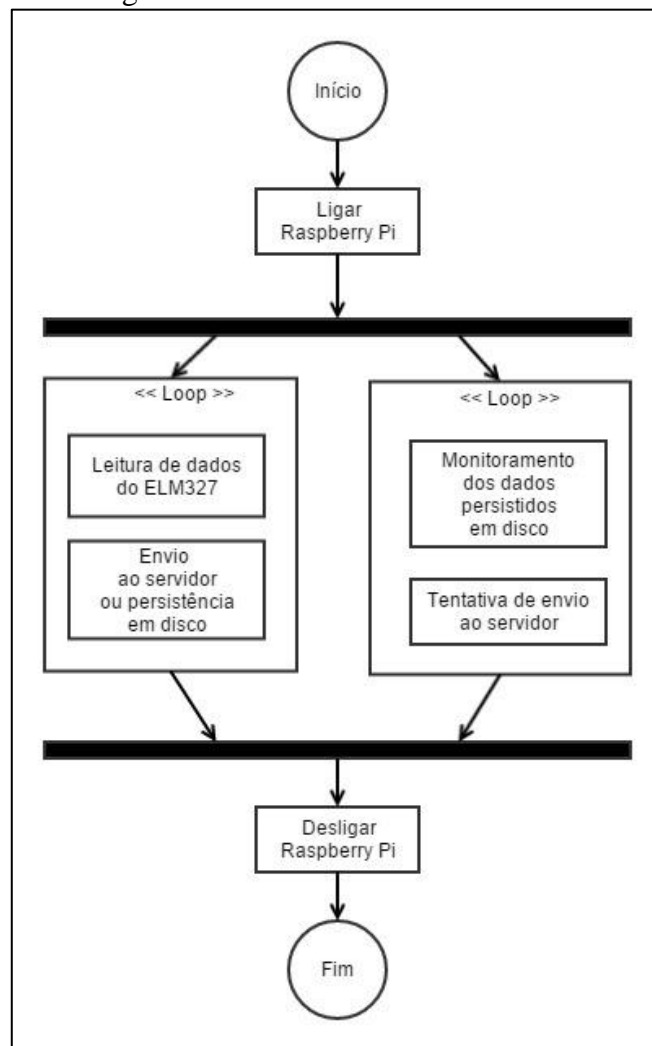 Início
Ligar
Raspberry Pi
<< Loop >>
Leitura de dados
do ELM327
Envio
ao servidor
ou persistência
em disco
<< Loop >>
Monitoramento
dos dados
persistidos
em disco
Tentativa de envio
ao servidor
Desligar
Raspberry Pi
Fim